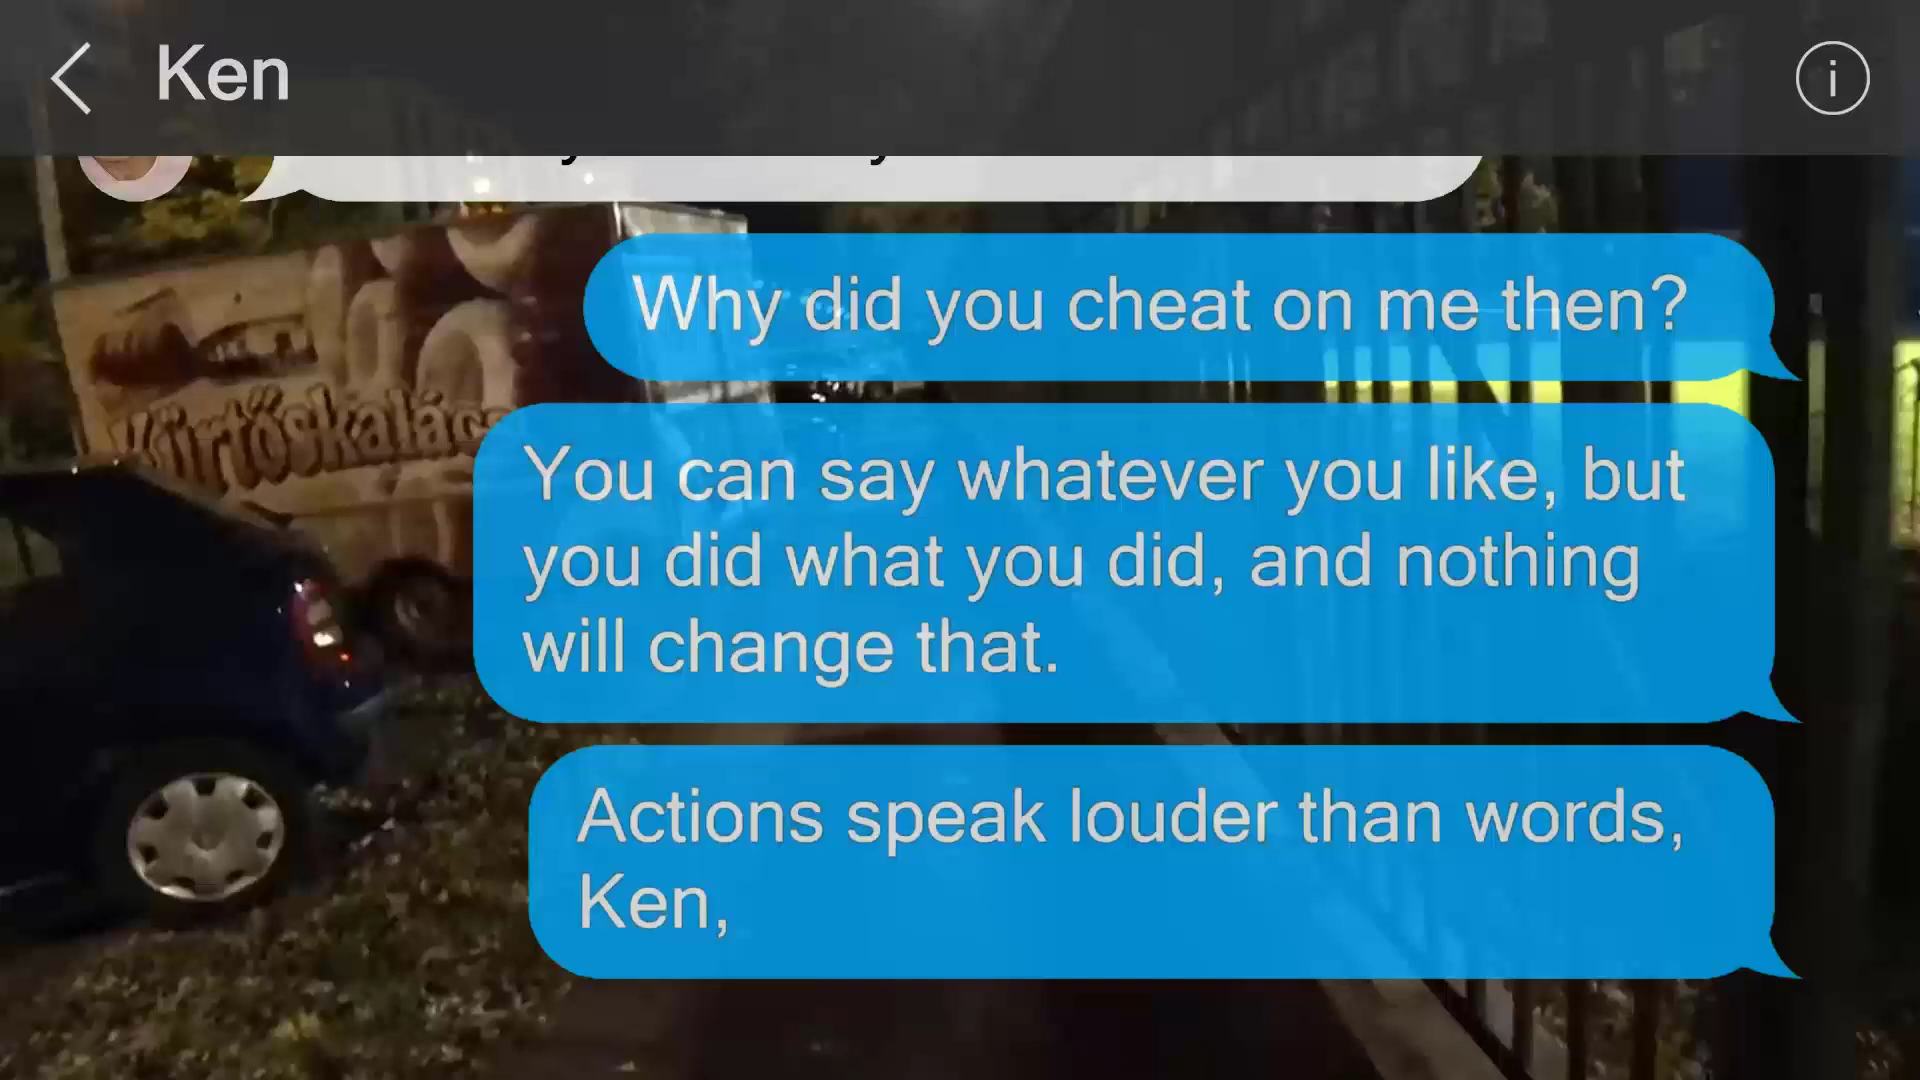 Ken
i
Why did you cheat on me then?
You can say whatever you like, but
you did what you did, and nothing
will change that.
Actions speak louder than words,
Ken,
Kürtőskalács